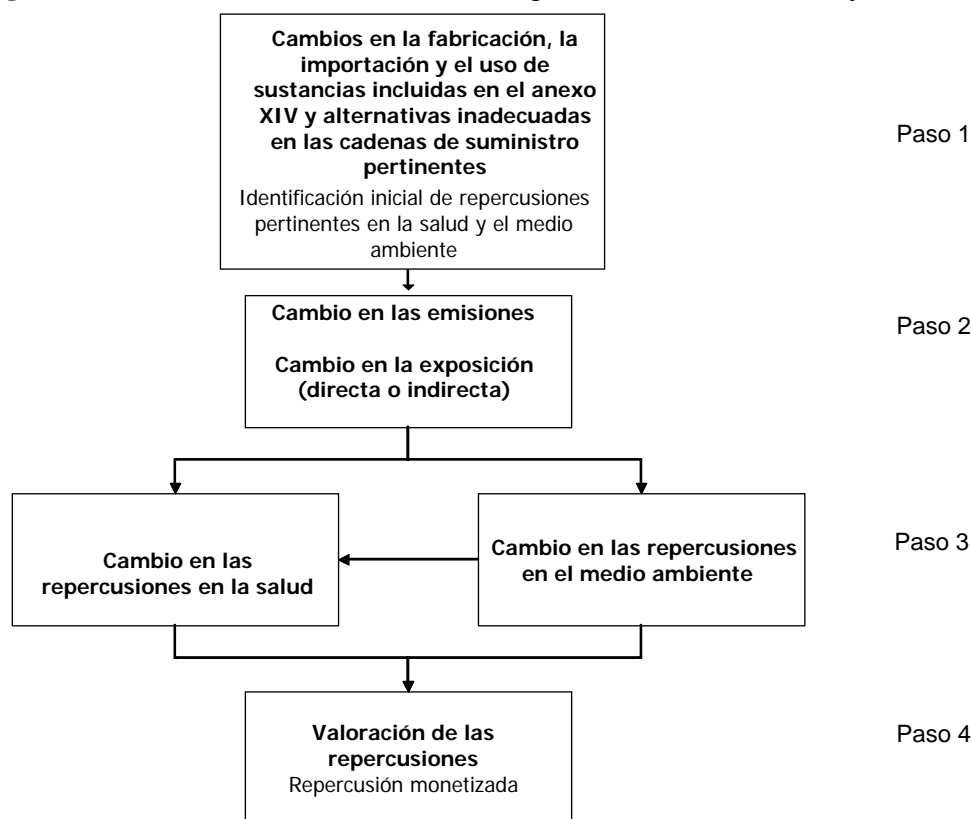 Cambios en la fabricación, la
importación y el uso de
sustancias incluidas en el anexo
XIV y alternativas inadecuadas
en las cadenas de suministro
pertinentes
Identificación inicial de repercusiones
pertinentes en la salud y el medio
ambiente
Paso 1
Cambio en las emisiones
Cambio en la exposición
(directa o indirecta)
Paso 2
Cambio en las
repercusiones en la salud
Cambio en las repercusiones
en el medio ambiente
Paso 3
Valoración de las
repercusiones
Repercusión monetizada
Paso 4